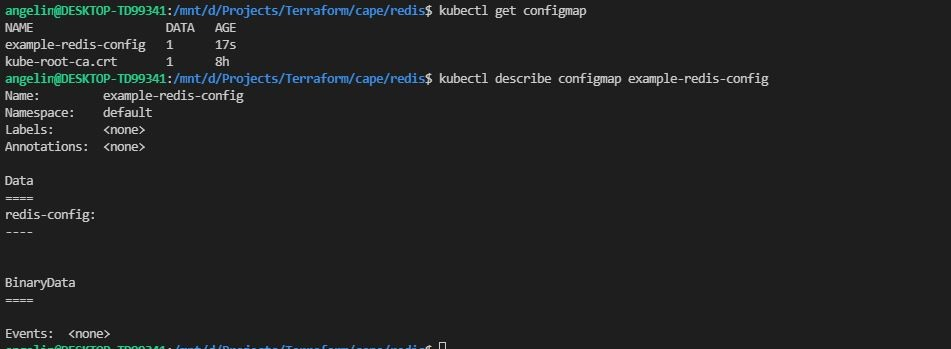 angelin@DESKTOP-TD99341:/mnt/d/Projects/Terraform/cape/redis$ kubectl get configmap
NAME                   DATA   AGE
example-redis-config   1      17s
kube-root-ca.crt       1      8h
angelin@DESKTOP-TD99341:/mnt/d/Projects/Terraform/cape/redis$ kubectl describe configmap example-redis-config
Name:         example-redis-config
Namespace:    default
Labels:       <none>
Annotations:  <none>

Data
====
redis-config:
----


BinaryData
====

Events:  <none>
angelin@DESKTOP-TD99341:/mnt/d/Projects/Terraform/cape/redis$